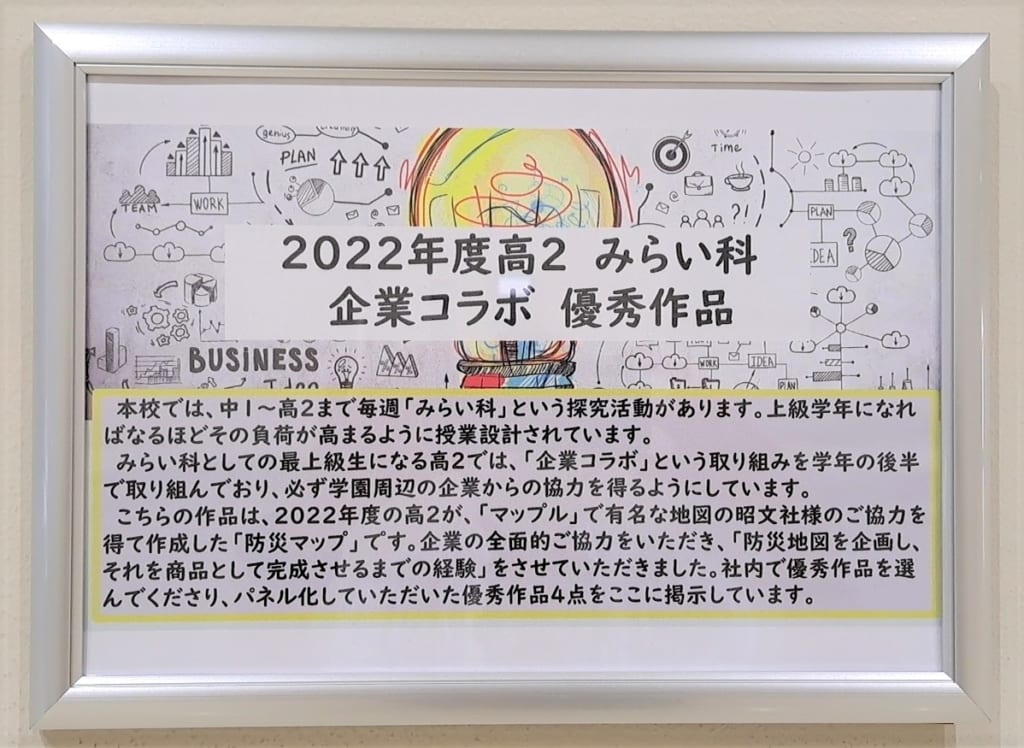 genius
PLAN
Time
TEAM
WORK
?!
PLAN
?
IDEA
2022年度高2 みらい科
企業コラボ 優秀作品
BUSINESS
Idea
WORK
IDEA
PLAN
本校では、中1～高2まで毎週「みらい科」という探究活動があります。上級学年になれ
ばなるほどその負荷が高まるように授業設計されています。
みらい科としての最上級生になる高2では、「企業コラボ」という取り組みを学年の後半
で取り組んでおり、必ず学園周辺の企業からの協力を得るようにしています。
こちらの作品は、2022年度の高2が、「マップル」で有名な地図の昭文社様のご協力を
得て作成した「防災マップ」です。企業の全面的ご協力をいただき、「防災地図を企画し、
それを商品として完成させるまでの経験」をさせていただきました。社内で優秀作品を選
んでくださり、パネル化していただいた優秀作品4点をここに掲示しています。